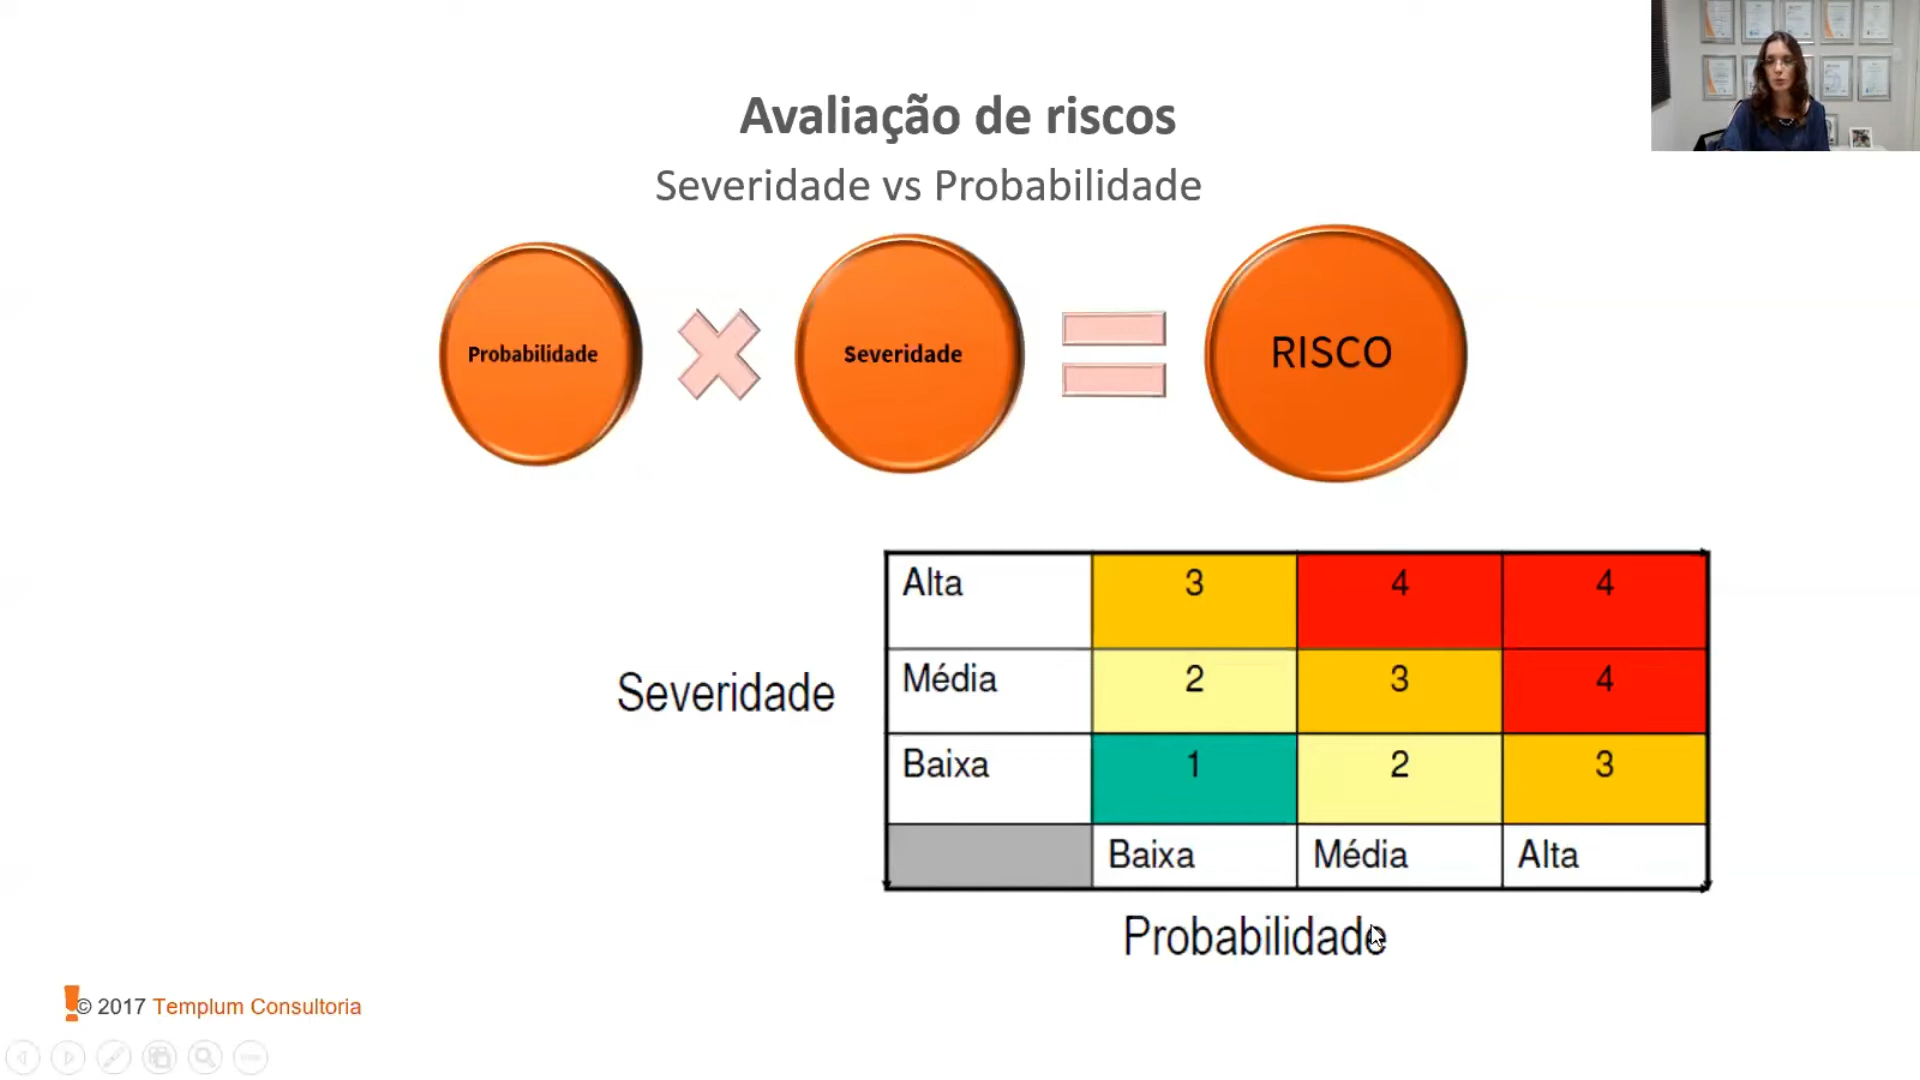 Avaliação de riscos
Severidade vs Probabilidade
Probabilidade
Severidade
RISCO
Alta 3 4 4
Severidade
Média 2 3 4
Baixa 1 2 3
Baixa Média Alta
Probabilidade
© 2017 Templum Consultoria